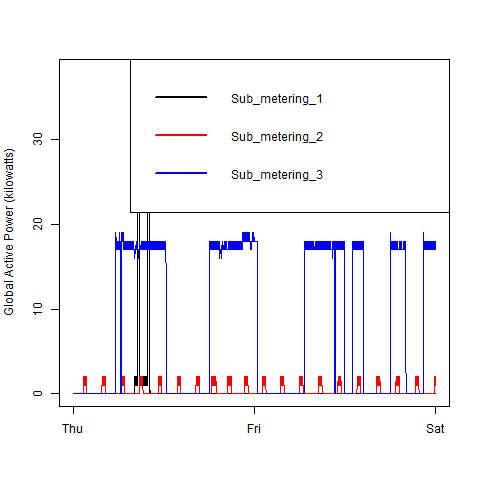 Sub_metering_1
Sub_metering_2
Sub_metering_3
Global Active Power (kilowatts)
30
20
10
0
Thu Fri Sat